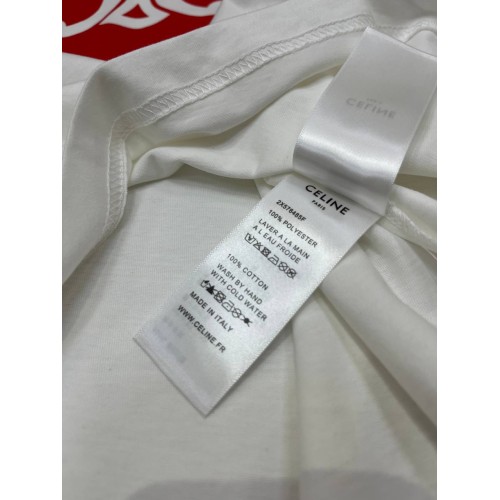 CELINE
CELINE
PARIS
2X576485F
100% POLYESTER
LAVER A LA MAIN
A L EAU FROIDE
100% COTTON
WASH BY HAND
WITH COLD WATER
MADE IN ITALY
WWW.CELINE.FR